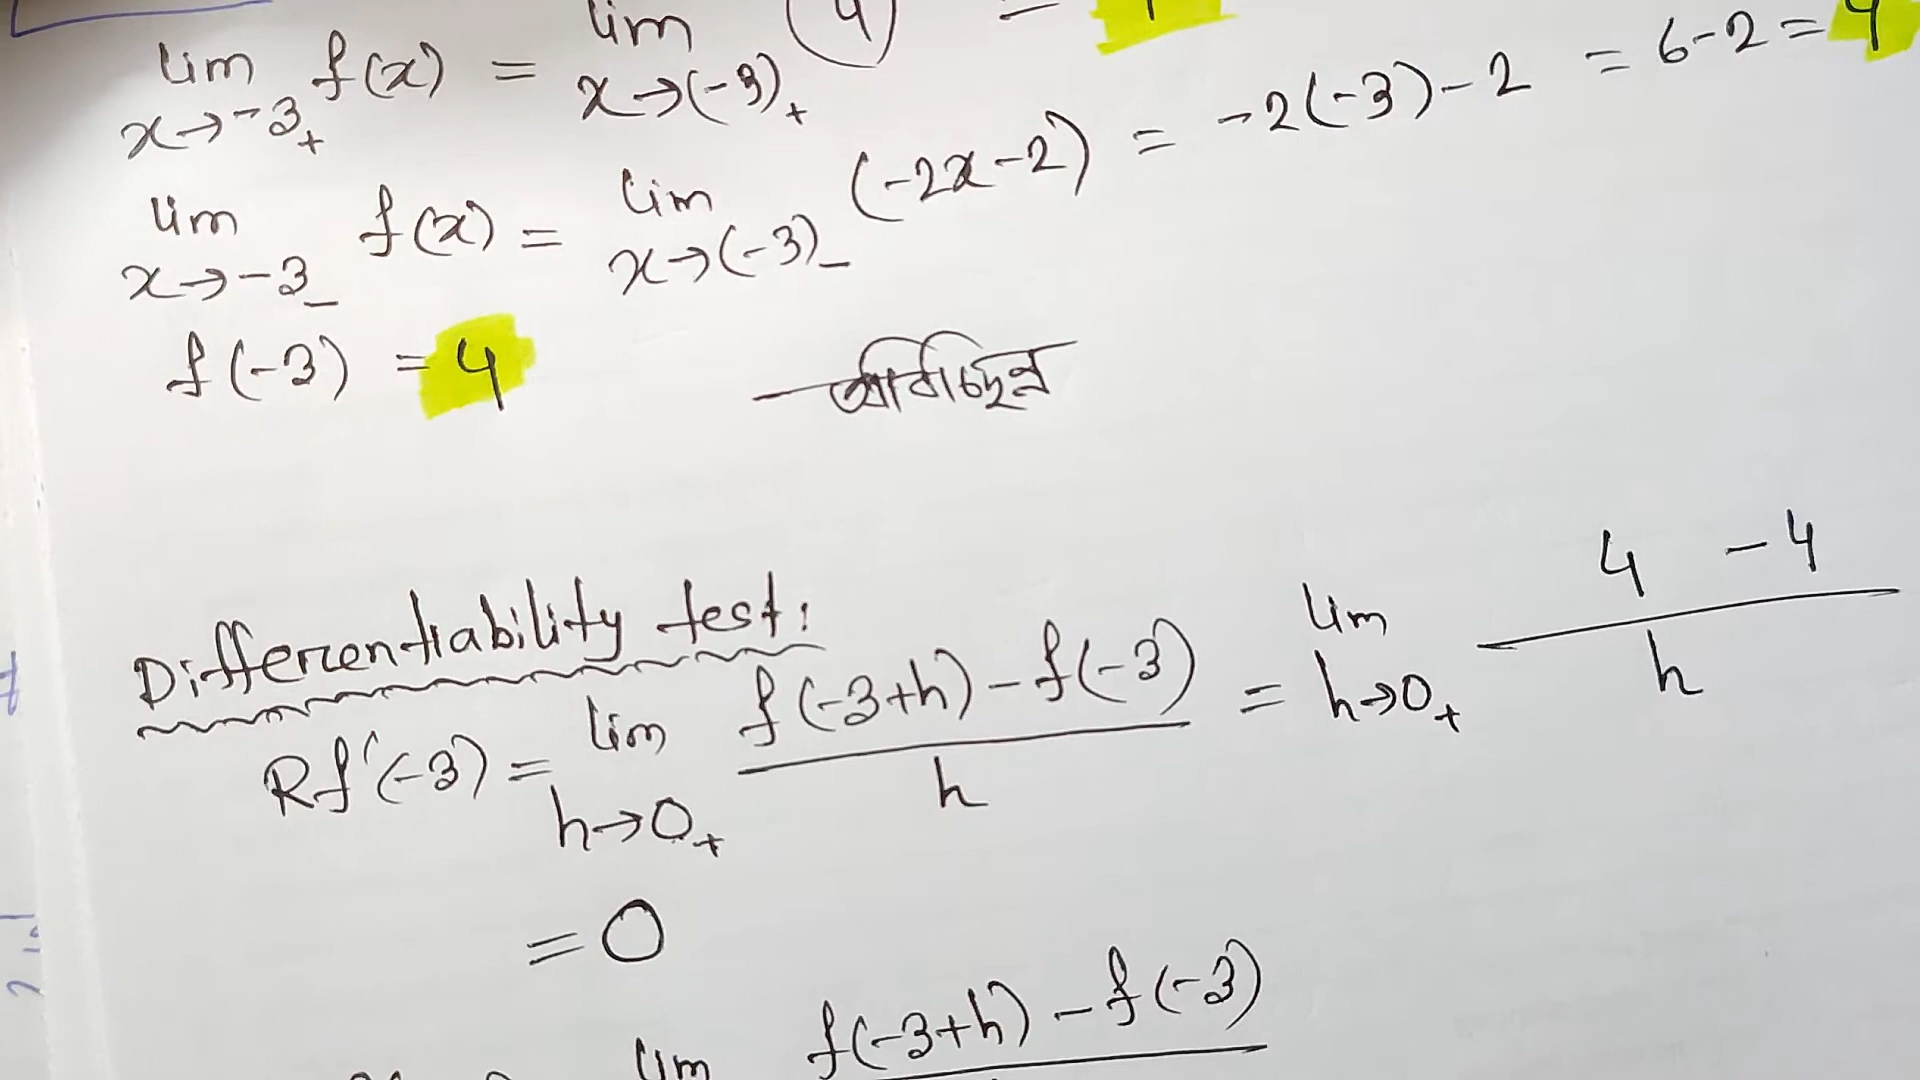 lim x→-3+ f(x) = lim x→(-3)+ (4) =
lim x→-3- f(x) = lim x→(-3)- (-2x-2) = -2(-3)-2 = 6-2 = 4
f(-3) = 4 অবিচ্ছিন্ন
Differentiability test:
Rf'(-3) = lim h→0+ f(-3+h) - f(-3) / h = lim h→0+ 4 - 4 / h
= 0
lim f(-3+h) - f(-3)